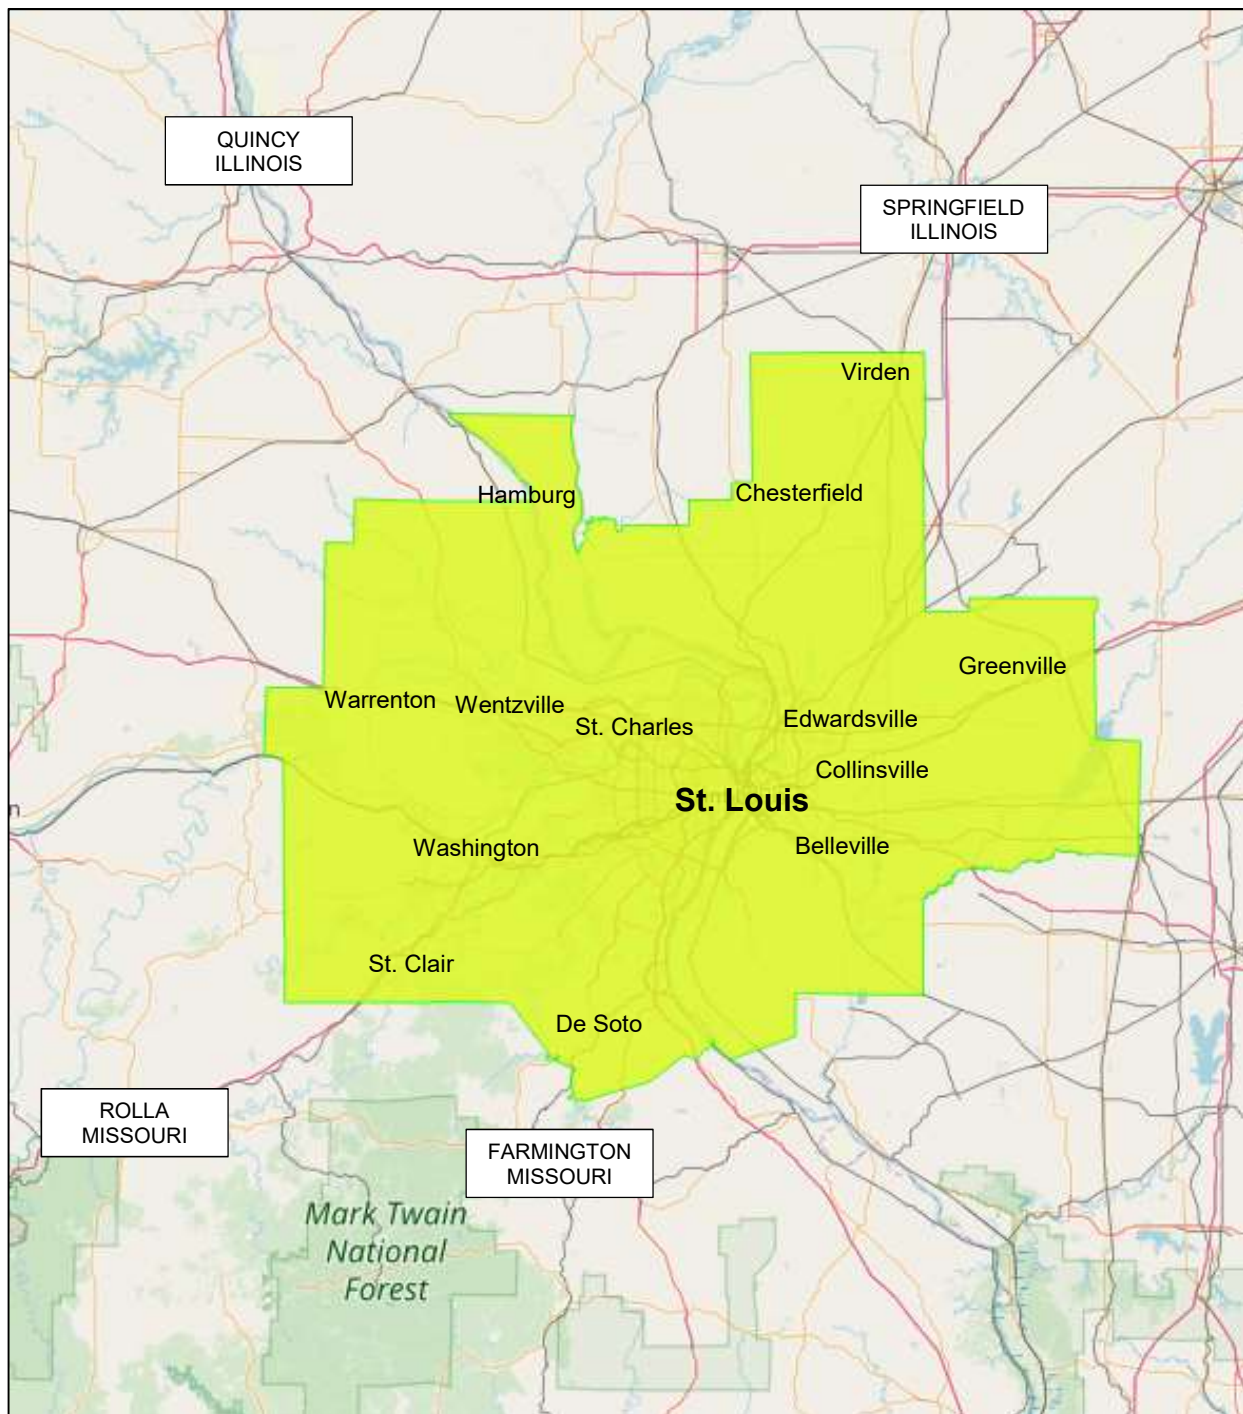 QUINCY
ILLINOIS
SPRINGFIELD
ILLINOIS
Virden
Hamburg
Chesterfield
Greenville
Warrenton
Wentzville
St. Charles
Edwardsville
Collinsville
St. Louis
n
Washington
Belleville
St. Clair
De Soto
ROLLA
MISSOURI
FARMINGTON
MISSOURI
Mark Twain
National
Forest